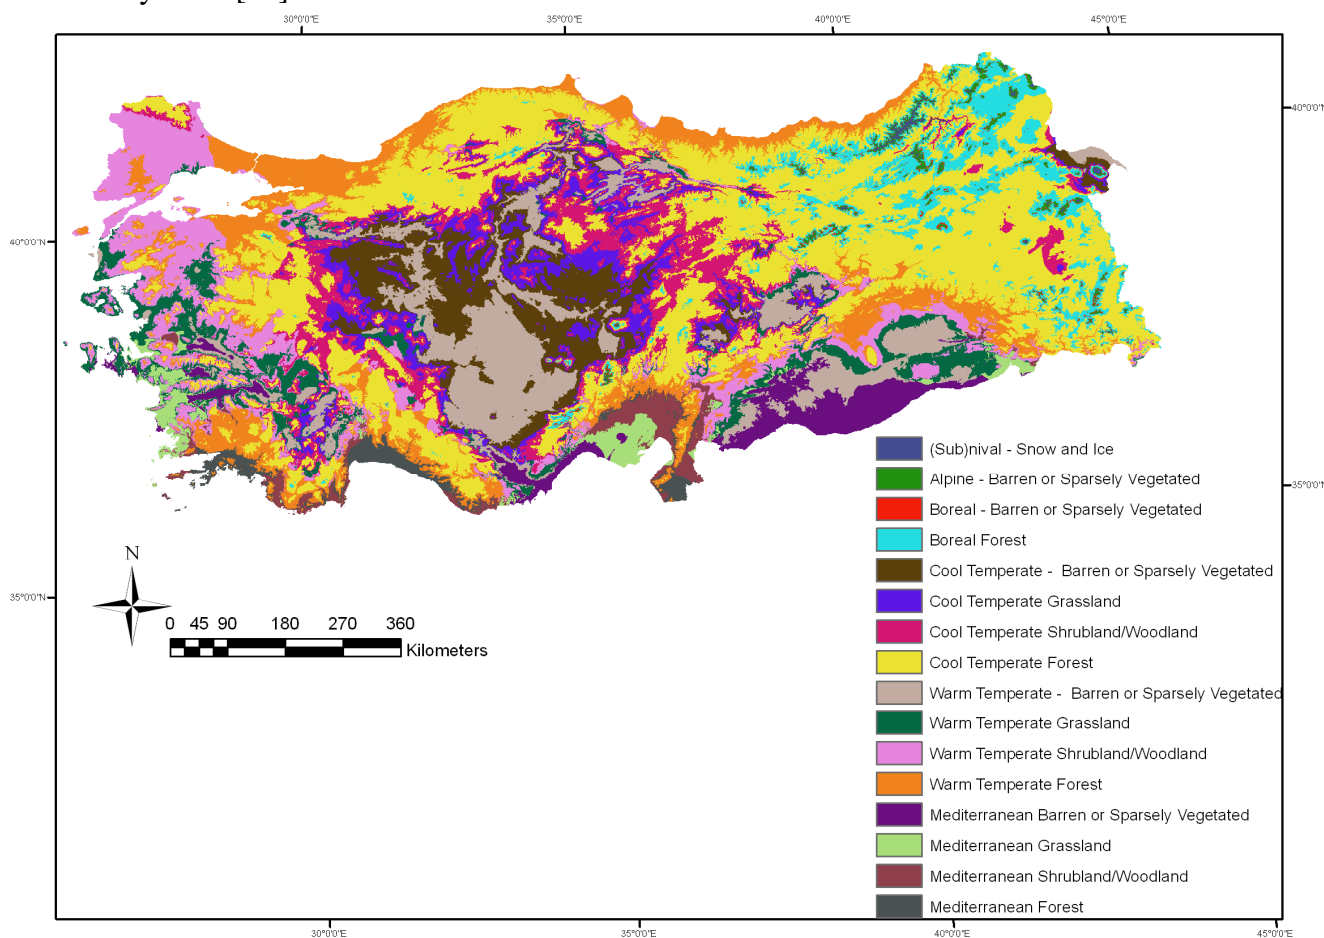 30°0'0"E 35°0'0"E 40°0'0"E 45°0'0"E
40°0'0"N
40°0'0"N
(Sub)nival - Snow and Ice
Alpine - Barren or Sparsely Vegetated
35°0'0"N
Boreal - Barren or Sparsely Vegetated
Boreal Forest
N
Cool Temperate - Barren or Sparsely Vegetated
35°0'0"N
Cool Temperate Grassland
0 45 90 180 270 360
Kilometers
Cool Temperate Shrubland/Woodland
Cool Temperate Forest
Warm Temperate - Barren or Sparsely Vegetated
Warm Temperate Grassland
Warm Temperate Shrubland/Woodland
Warm Temperate Forest
Mediterranean Barren or Sparsely Vegetated
Mediterranean Grassland
Mediterranean Shrubland/Woodland
Mediterranean Forest
30°0'0"E 35°0'0"E 40°0'0"E 45°0'0"E